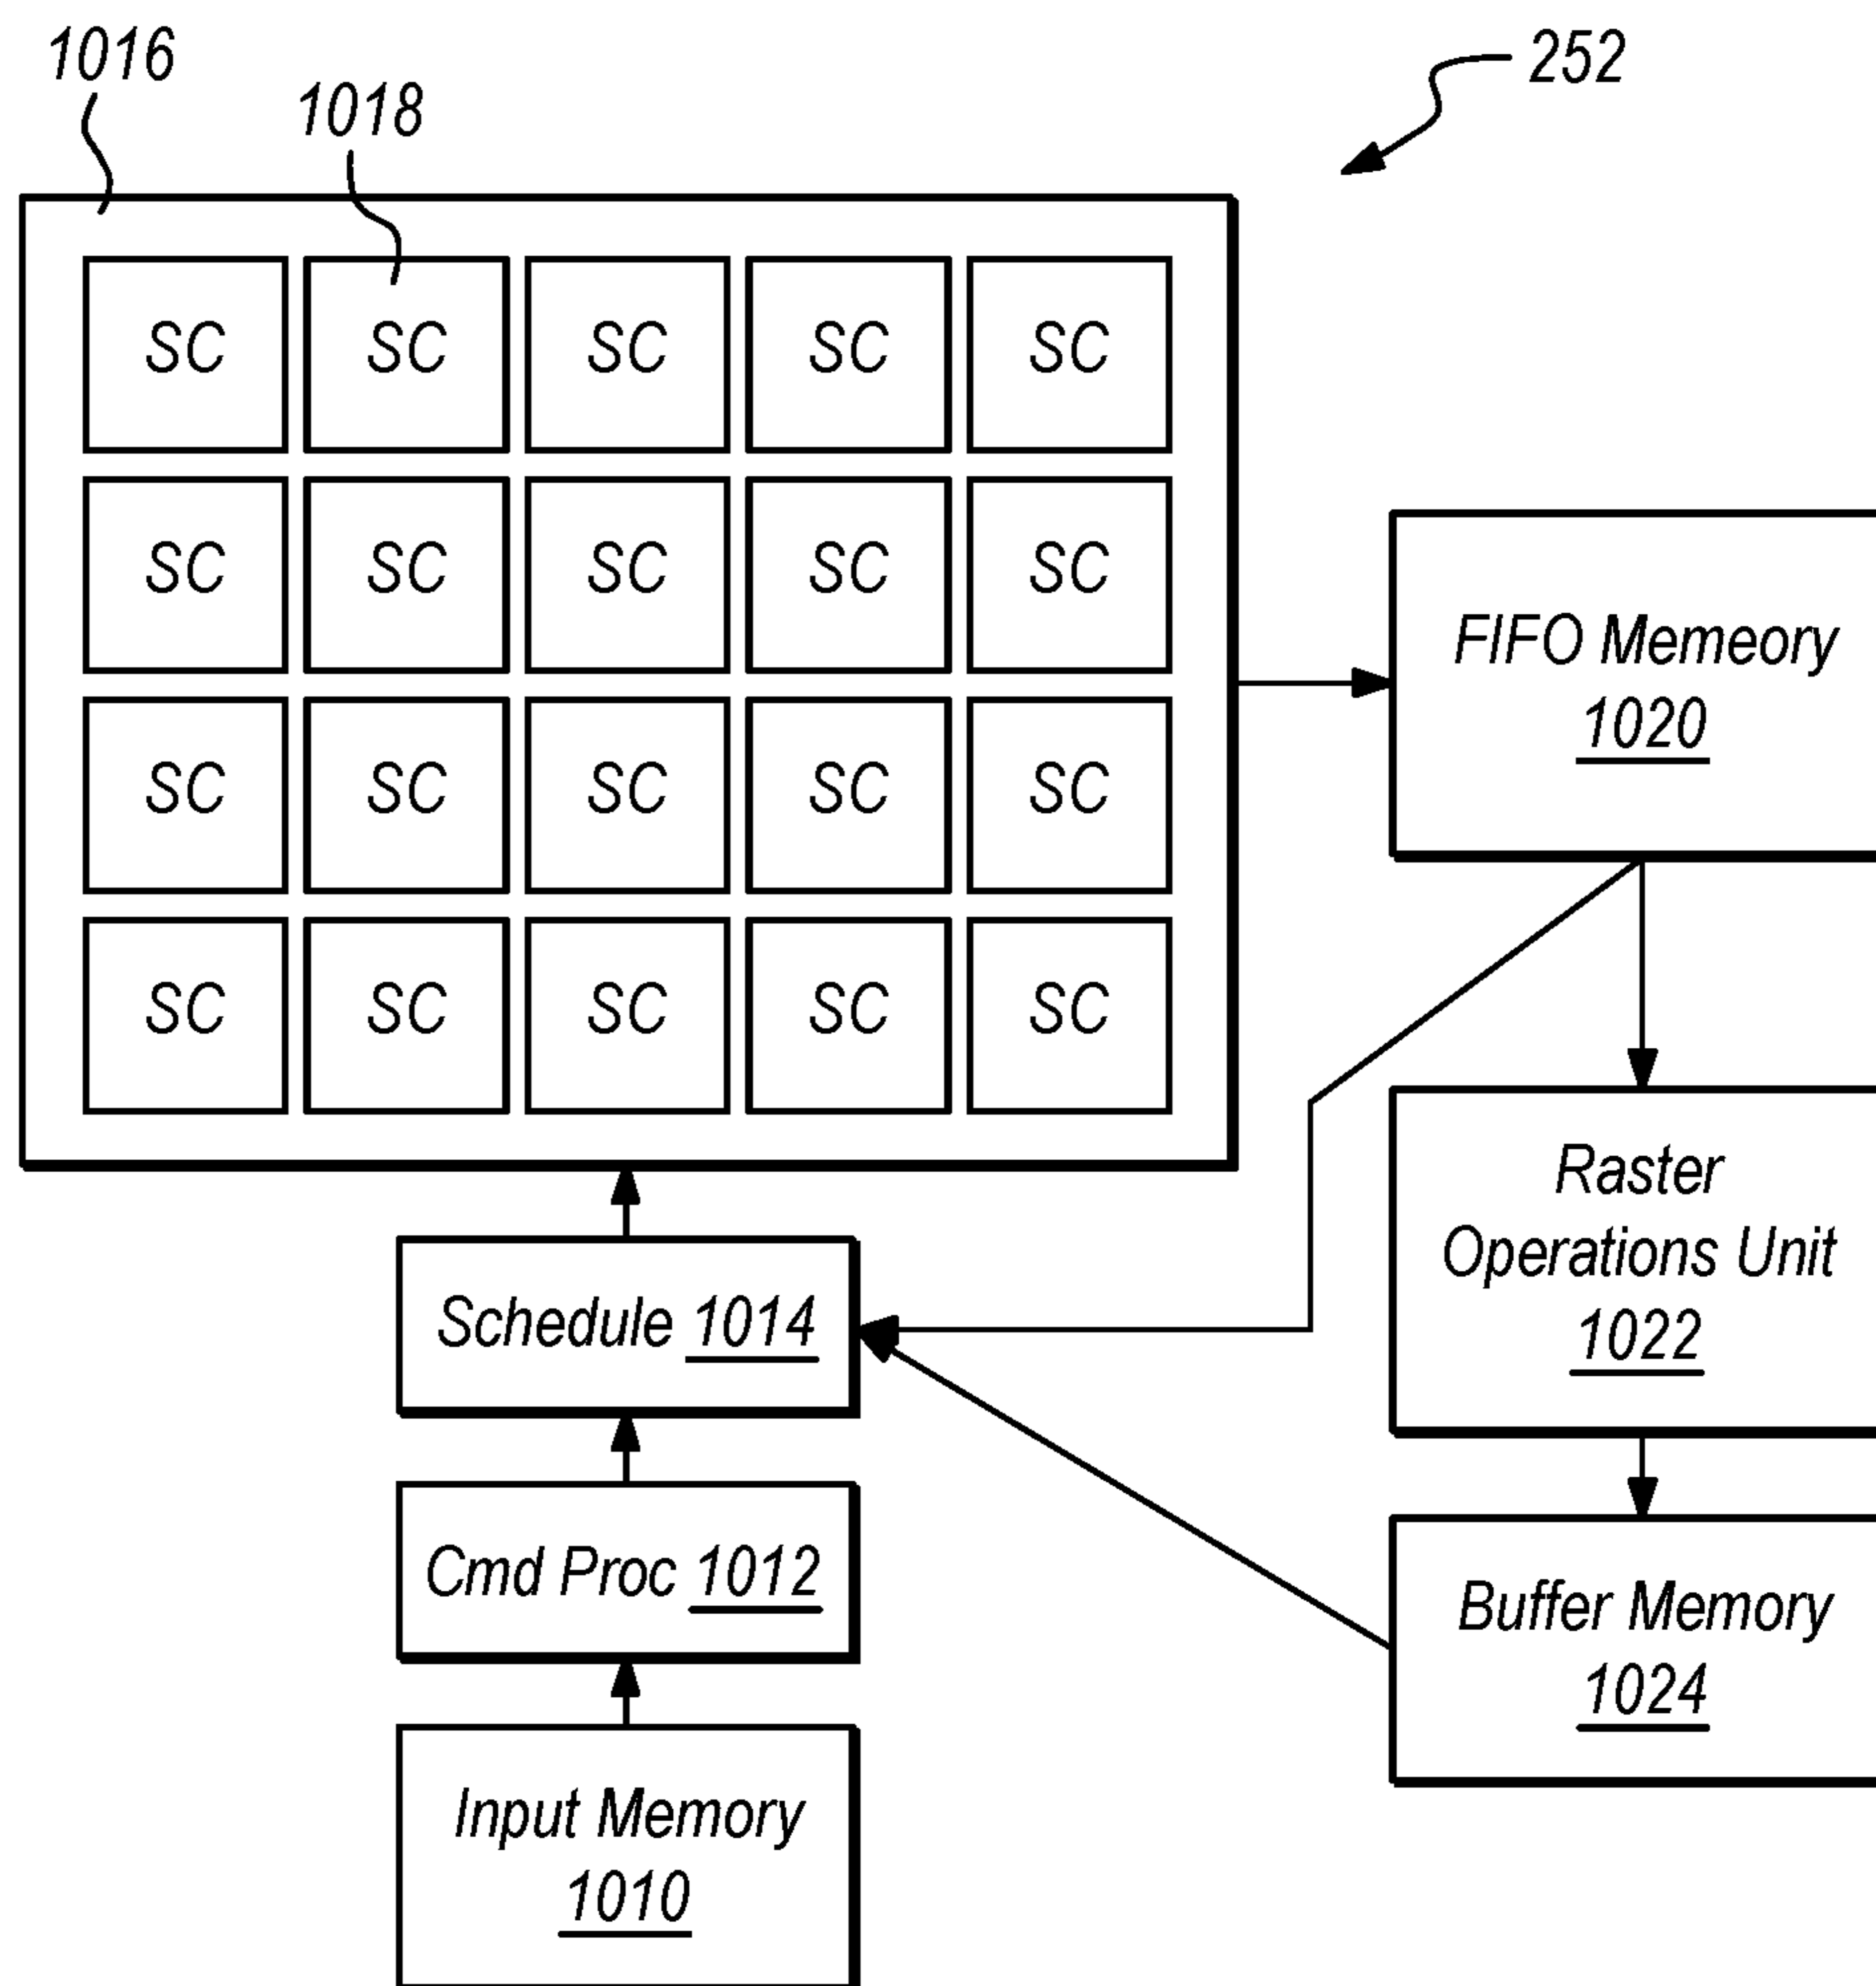 1016
252
1018
SC SC SC SC SC
SC SC SC SC SC
SC SC SC SC SC
SC SC SC SC SC
FIFO Memeory
1020
Raster
Operations Unit
1022
Schedule 1014
Cmd Proc 1012
Buffer Memory
1024
Input Memory
1010